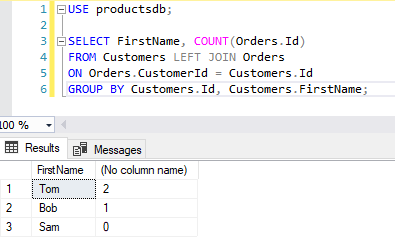 1 USE productsdb;
2
3 SELECT FirstName, COUNT(Orders.Id)
4 FROM Customers LEFT JOIN Orders
5 ON Orders.CustomerId = Customers.Id
6 GROUP BY Customers.Id, Customers.FirstName;
100 %
Results Messages
FirstName (No column name)
1 Tom 2
2 Bob 1
3 Sam 0